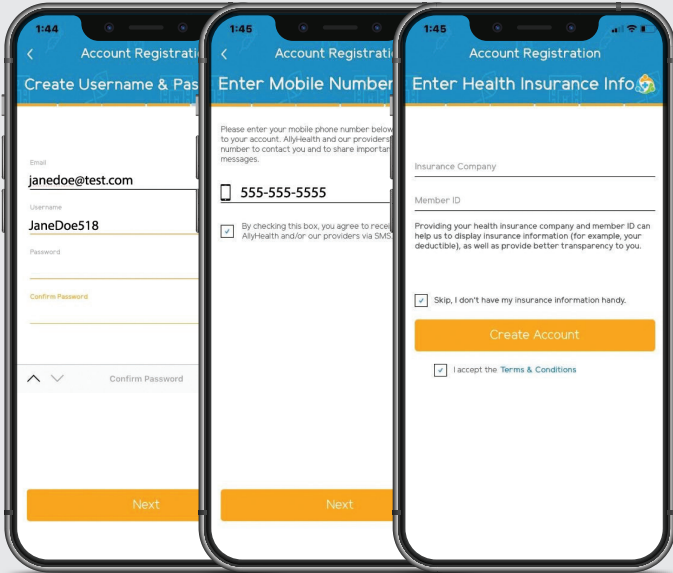 1:44
Account Registrati
Create Username & Pas
Email
janedoe@test.com
Username
JaneDoe518
Password
Confirm Password
Confirm Password
Next
1:45
Account Registrati
Enter Mobile Number
Please enter your mobile phone number below
to your account. AllyHealth and our providers
number to contact you and to share importan
messages.
555-555-5555
By checking this box, you agree to recei
AllyHealth and/or our providers via SMS.
Next
1:45
Account Registration
Enter Health Insurance Info
Insurance Company
Member ID
Providing your health insurance company and member ID can
help us to display insurance information (for example, your
deductible), as well as provide better transparency to you.
Skip, I don't have my insurance information handy.
Create Account
I accept the Terms & Conditions